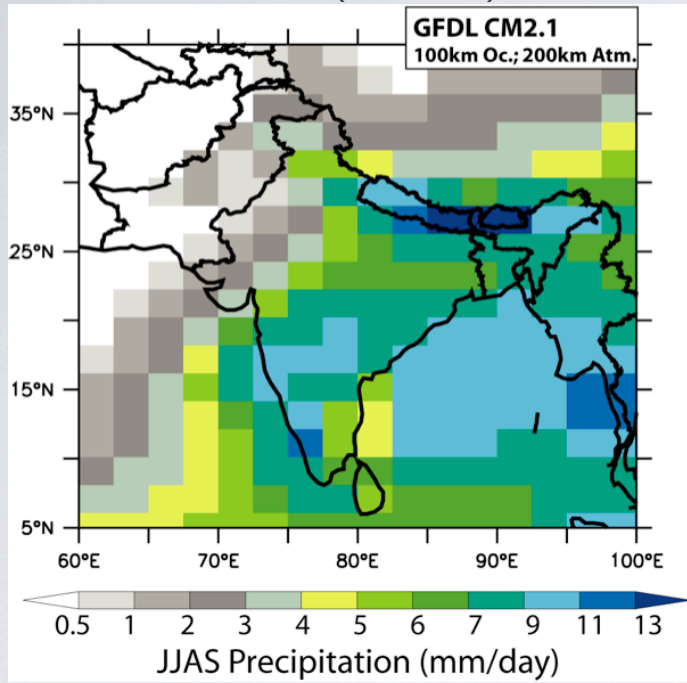 GFDL CM2.1
100km Oc.; 200km Atm.
35°N
25°N
15°N
5°N
60°E 70°E 80°E 90°E 100°E
0.5 1 2 3 4 5 6 7 9 11 13
JJAS Precipitation (mm/day)